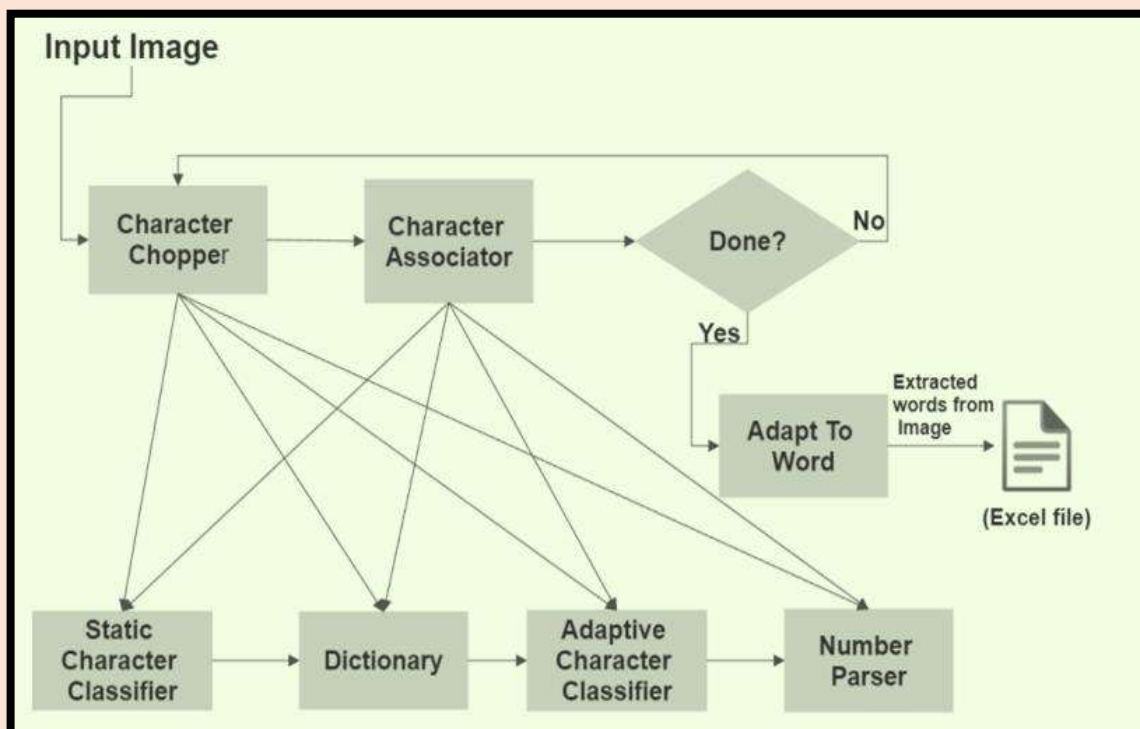 Input Image
Character
Chopper
Character
Associator
Done?
No
Yes
Adapt To
Word
Extracted
words from
Image
(Excel file)
Static
Character
Classifier
Dictionary
Adaptive
Character
Classifier
Number
Parser